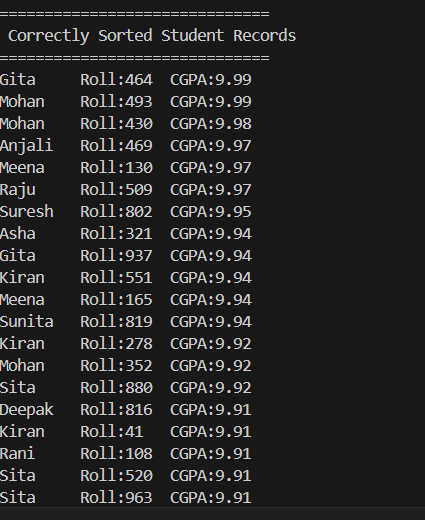 ==============================
 Correctly Sorted Student Records
==============================
Gita     Roll:464  CGPA:9.99
Mohan    Roll:493  CGPA:9.99
Mohan    Roll:430  CGPA:9.98
Anjali   Roll:469  CGPA:9.97
Meena    Roll:130  CGPA:9.97
Raju     Roll:509  CGPA:9.97
Suresh   Roll:802  CGPA:9.95
Asha     Roll:321  CGPA:9.94
Gita     Roll:937  CGPA:9.94
Kiran    Roll:551  CGPA:9.94
Meena    Roll:165  CGPA:9.94
Sunita   Roll:819  CGPA:9.94
Kiran    Roll:278  CGPA:9.92
Mohan    Roll:352  CGPA:9.92
Sita     Roll:880  CGPA:9.92
Deepak   Roll:816  CGPA:9.91
Kiran    Roll:41   CGPA:9.91
Rani     Roll:108  CGPA:9.91
Sita     Roll:520  CGPA:9.91
Sita     Roll:963  CGPA:9.91